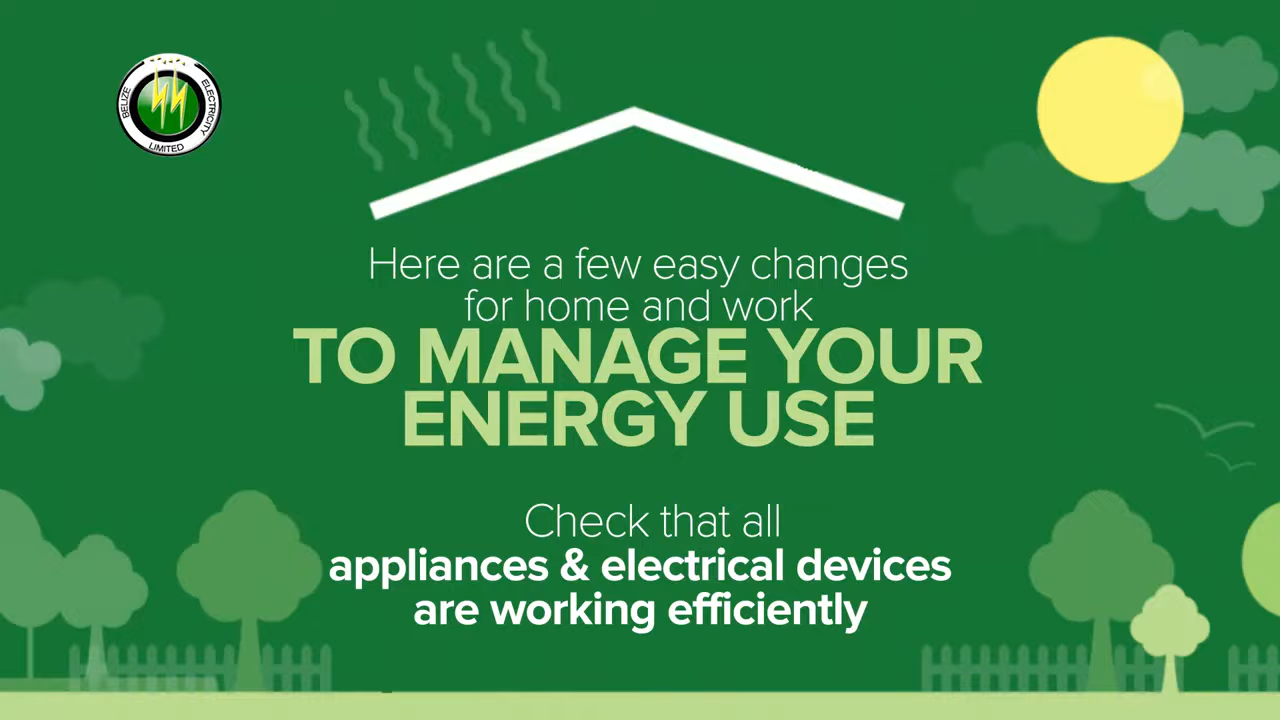 BELIZE ELECTRICITY
LIMITED
Here are a few easy changes
for home and work
TO MANAGE YOUR
ENERGY USE
Check that all
appliances & electrical devices
are working efficiently